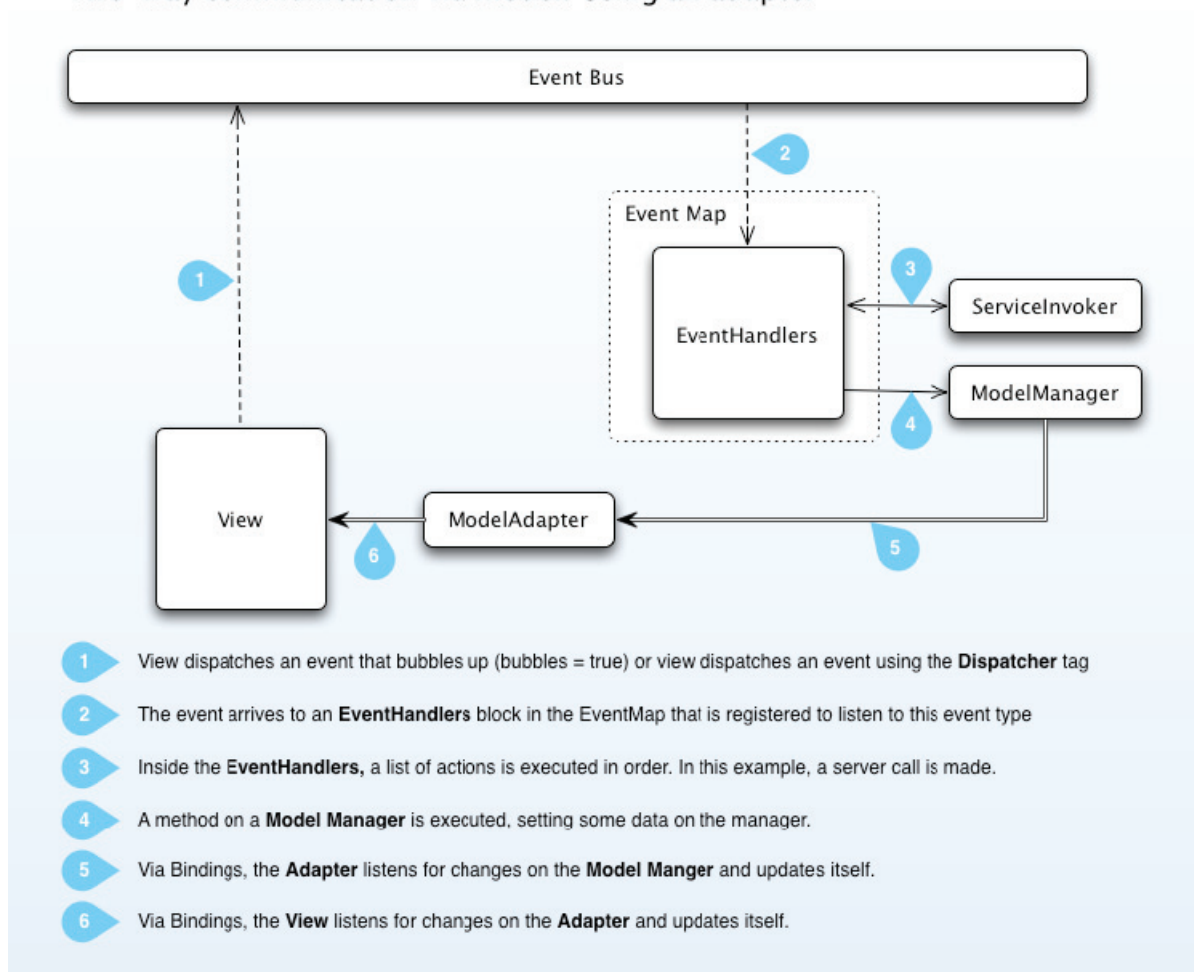 Event Bus
2
Event Map
1
3
EventHandlers
ServiceInvoker
ModelManager
4
View
ModelAdapter
6
5
1 View dispatches an event that bubbles up (bubbles = true) or view dispatches an event using the Dispatcher tag
2 The event arrives to an EventHandlers block in the EventMap that is registered to listen to this event type
3 Inside the EventHandlers, a list of actions is executed in order. In this example, a server call is made.
4 A method on a Model Manager is executed, setting some data on the manager.
5 Via Bindings, the Adapter listens for changes on the Model Manger and updates itself.
6 Via Bindings, the View listens for changes on the Adapter and updates itself.